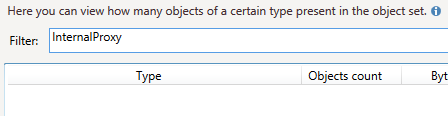 Here you can view how many objects of a certain type present in the object set.
Filter: InternalProxy
Type Objects count Byt